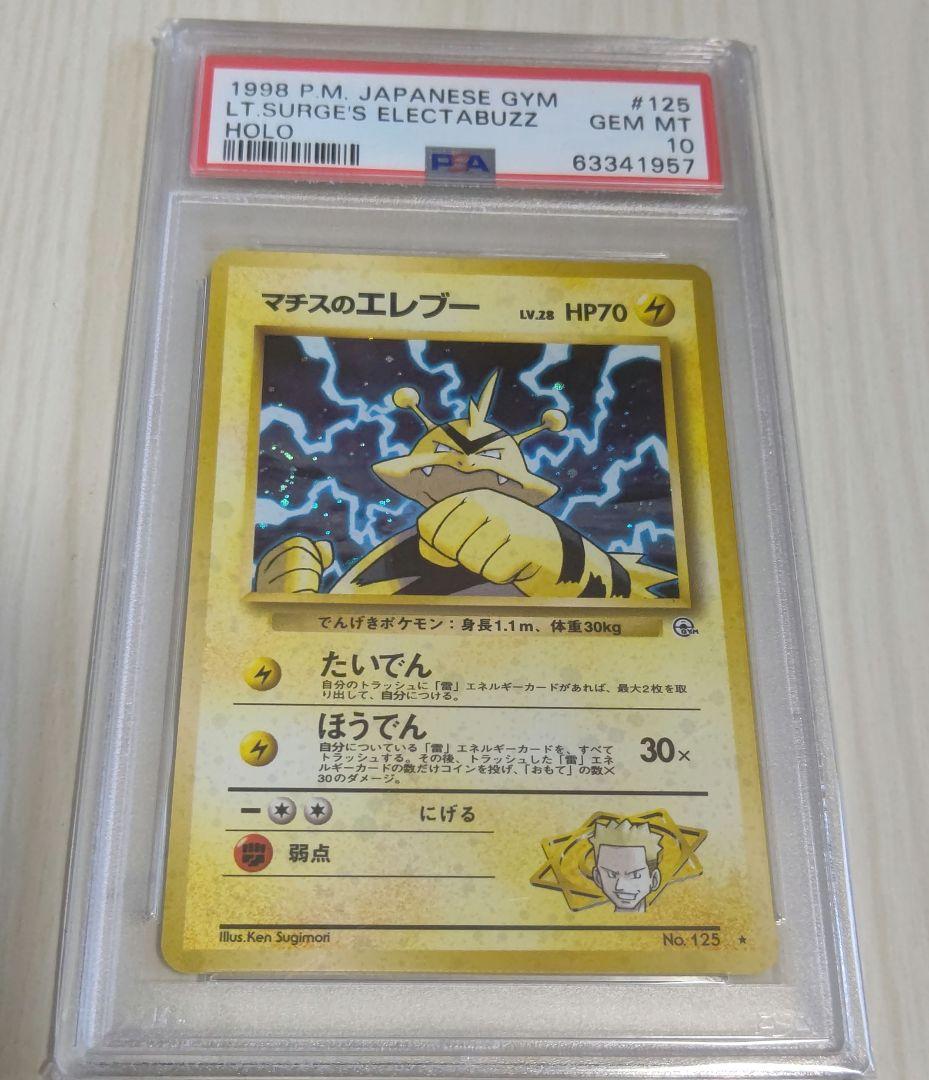 1998 P.M. JAPANESE GYM #125
LT.SURGE'S ELECTABUZZ GEM MT
HOLO 10
PSA 63341957
マチスのエレブー LV.28 HP70
でんげきポケモン：身長1.1m、体重30kg
GYM
たいでん
自分のトラッシュに「雷」エネルギーカードがあれば、最大2枚を取
り出して、自分につける。
ほうでん
自分についている「雷」エネルギーカードを、すべて
トラッシュする。その後、トラッシュした「雷」エネ
ルギーカードの数だけコインを投げ、「おもて」の数×
30のダメージ。
30×
にげる
弱点
Illus.Ken Sugimori No.125 ★